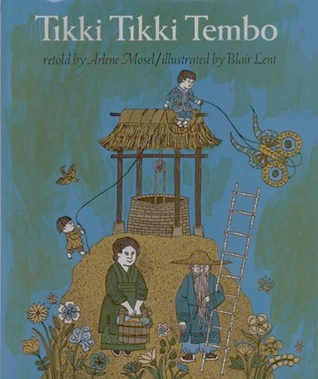 Tikki Tikki Tembo
retold by Arlene Mosel/illustrated by Blair Lent